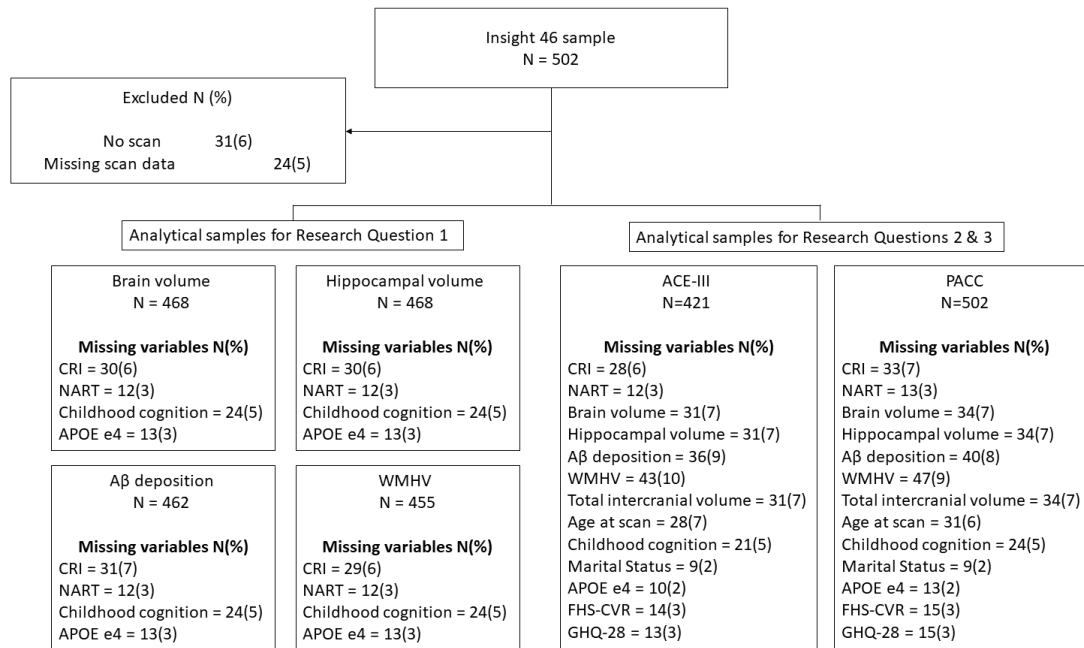 Insight 46 sample
N = 502
Excluded N (%)
No scan 31(6)
Missing scan data 24(5)
Analytical samples for Research Question 1
Analytical samples for Research Questions 2 & 3
Brain volume
N = 468
Missing variables N(%)
CRI = 30(6)
NART = 12(3)
Childhood cognition = 24(5)
APOE e4 = 13(3)
Hippocampal volume
N = 468
Missing variables N(%)
CRI = 30(6)
NART = 12(3)
Childhood cognition = 24(5)
APOE e4 = 13(3)
Aβ deposition
N = 462
Missing variables N(%)
CRI = 31(7)
NART = 12(3)
Childhood cognition = 24(5)
APOE e4 = 13(3)
WMHV
N = 455
Missing variables N(%)
CRI = 29(6)
NART = 12(3)
Childhood cognition = 24(5)
APOE e4 = 13(3)
ACE-III
N=421
Missing variables N(%)
CRI = 28(6)
NART = 12(3)
Brain volume = 31(7)
Hippocampal volume = 31(7)
Aβ deposition = 36(9)
WMHV = 43(10)
Total intercranial volume = 31(7)
Age at scan = 28(7)
Childhood cognition = 21(5)
Marital Status = 9(2)
APOE e4 = 10(2)
FHS-CVR = 14(3)
GHQ-28 = 13(3)
PACC
N=502
Missing variables N(%)
CRI = 33(7)
NART = 13(3)
Brain volume = 34(7)
Hippocampal volume = 34(7)
Aβ deposition = 40(8)
WMHV = 47(9)
Total intercranial volume = 34(7)
Age at scan = 31(6)
Childhood cognition = 24(5)
Marital Status = 9(2)
APOE e4 = 13(2)
FHS-CVR = 15(3)
GHQ-28 = 15(3)